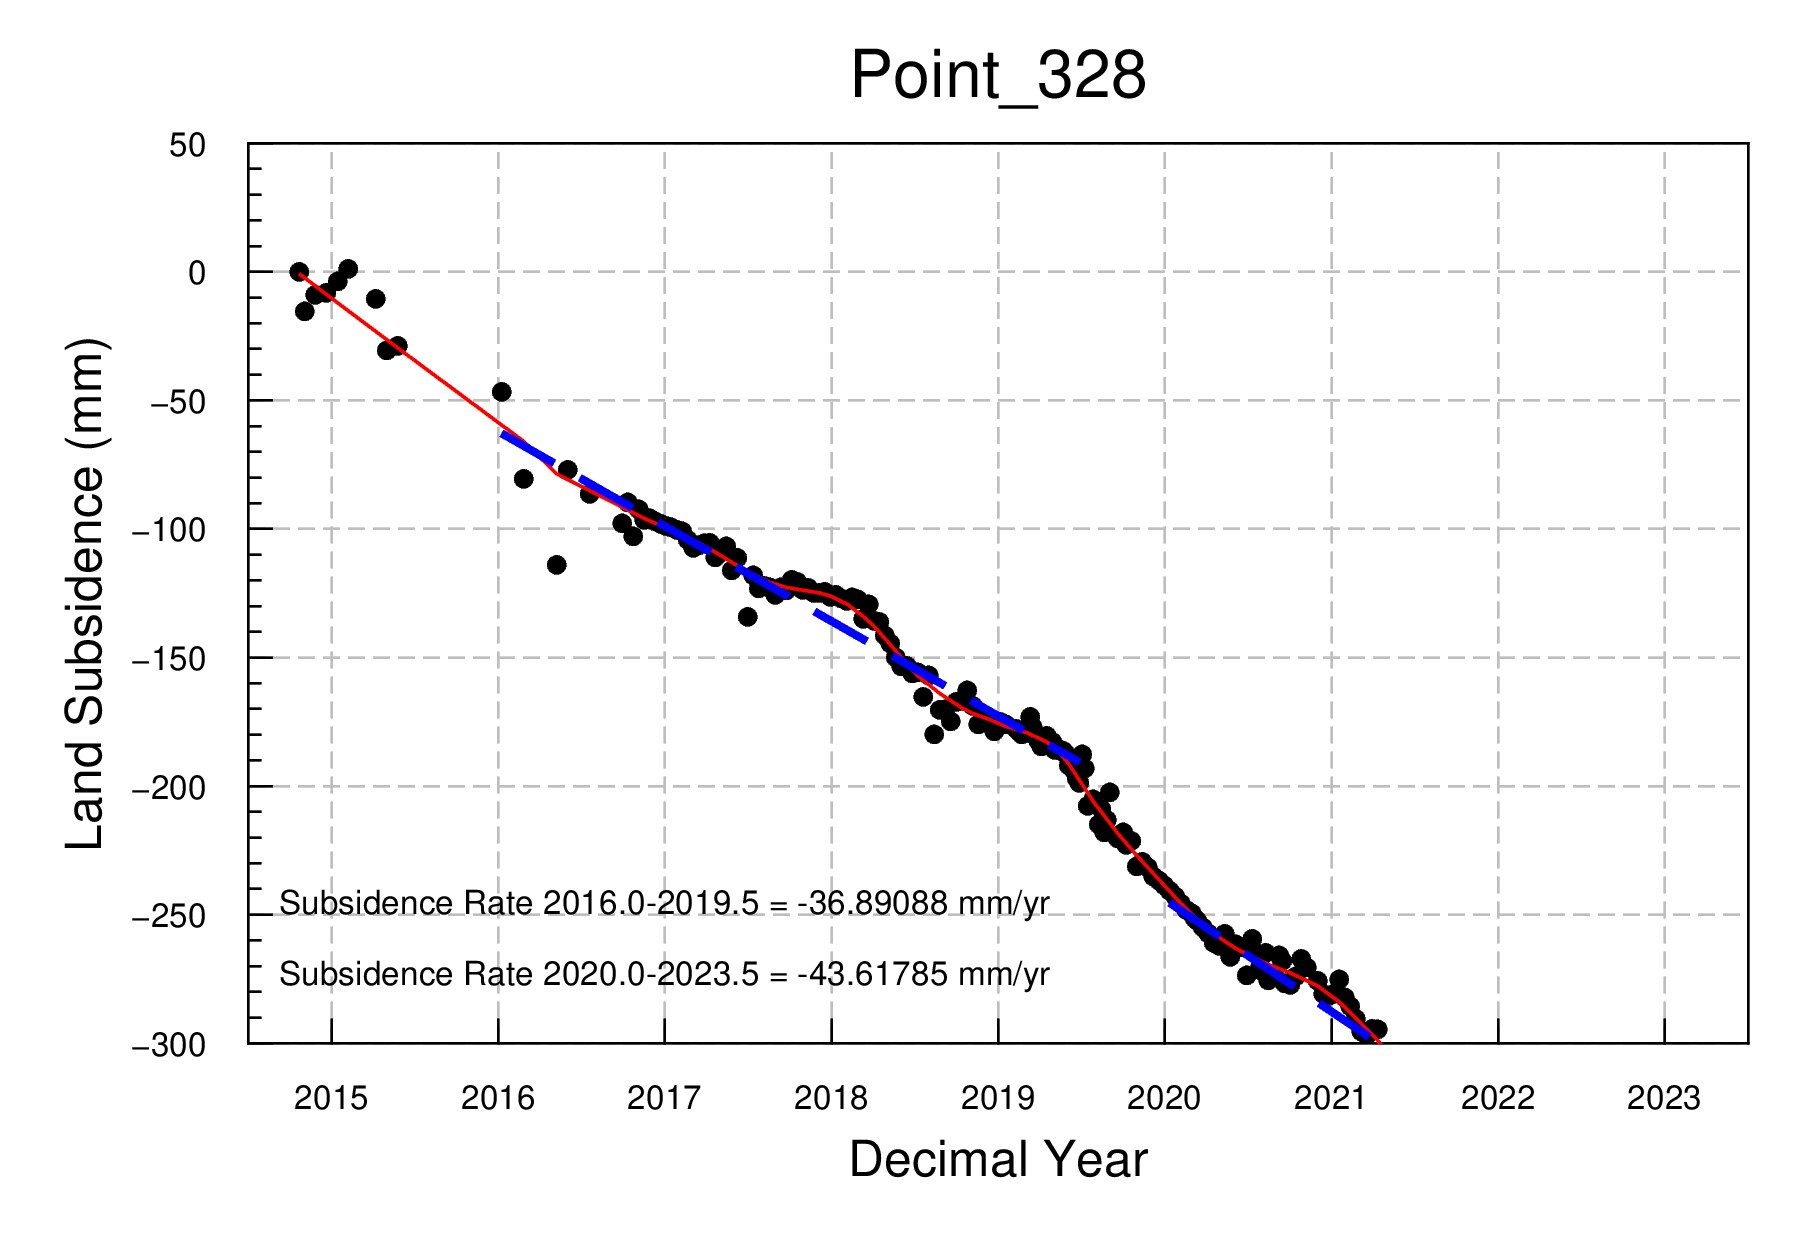 Point_328
50
0
−50
−100
−150
−200
−250
−300
Land Subsidence (mm)
Subsidence Rate 2016.0-2019.5 = -36.89088 mm/yr
Subsidence Rate 2020.0-2023.5 = -43.61785 mm/yr
2015 2016 2017 2018 2019 2020 2021 2022 2023
Decimal Year